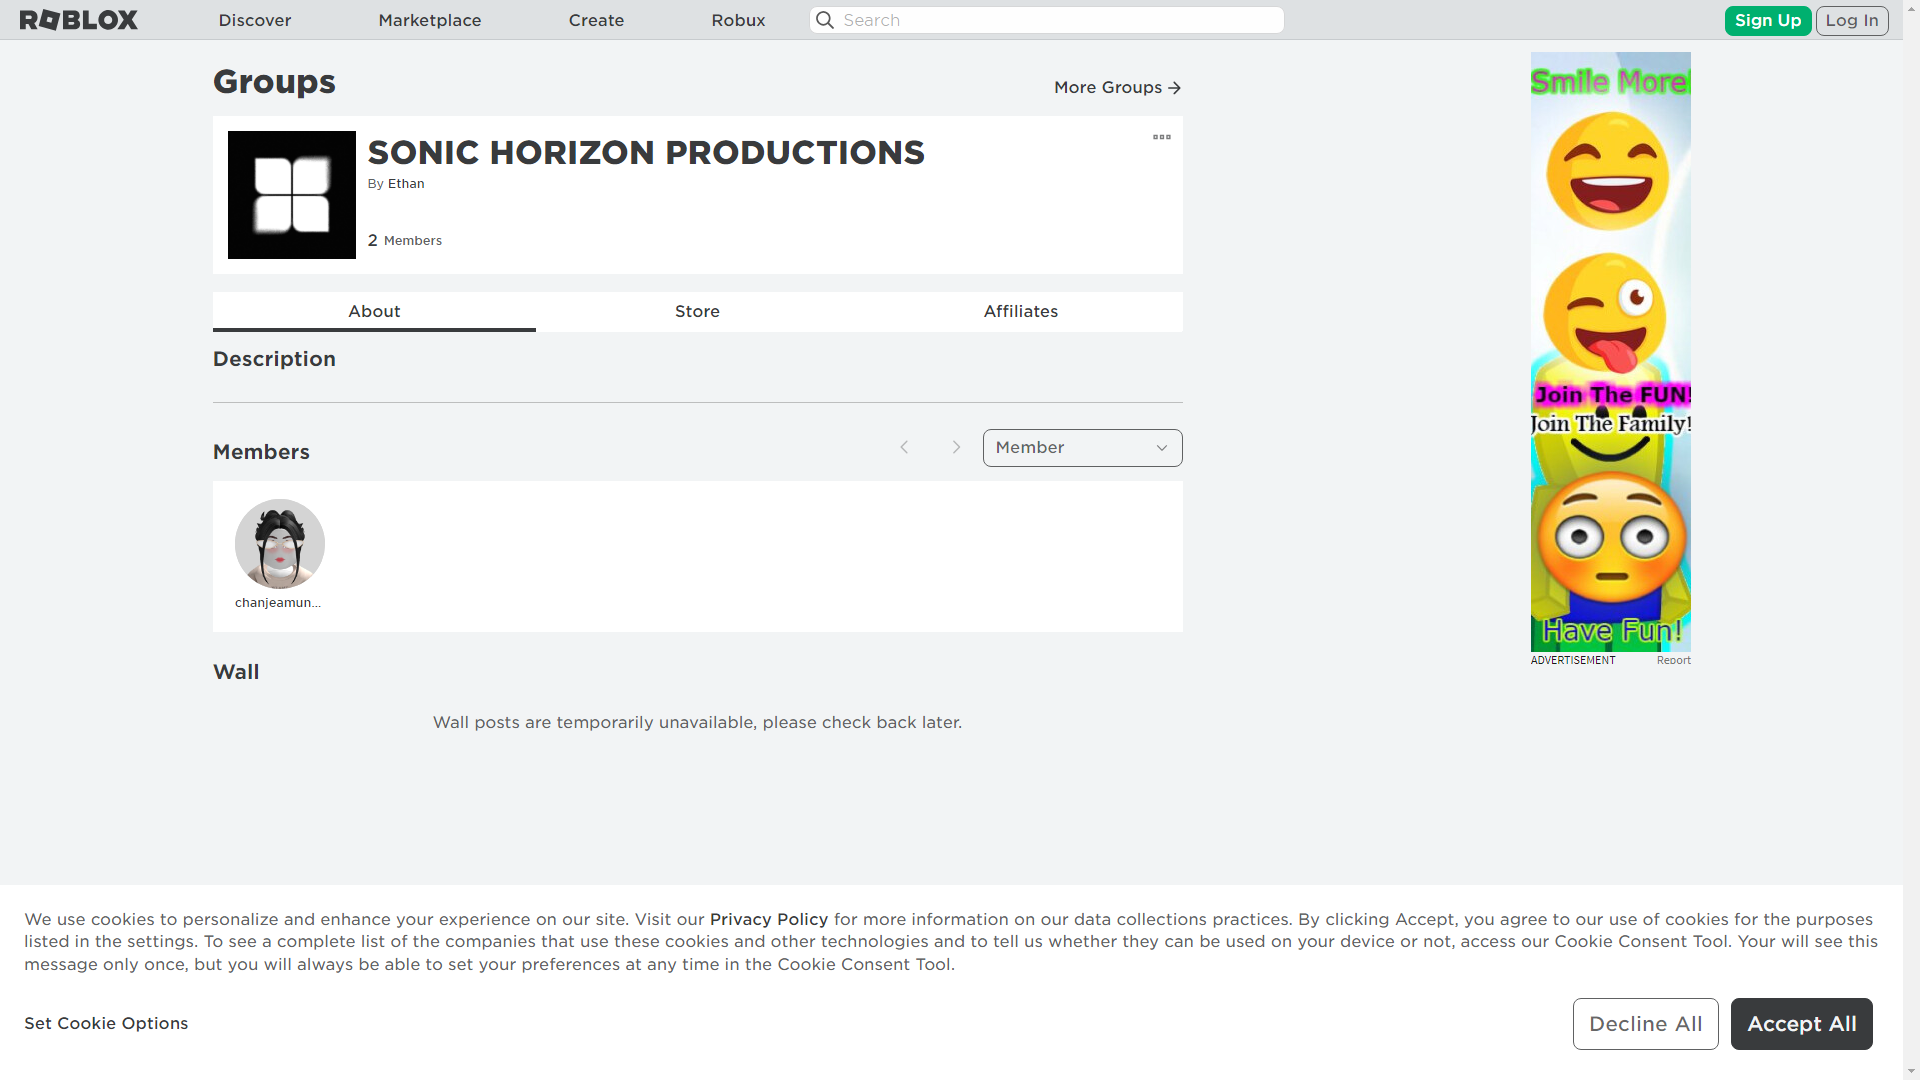 ROBLOX
Discover
Marketplace
Create
Robux
Search
Sign Up
Log In
Groups
More Groups
SONIC HORIZON PRODUCTIONS
By Ethan
2 Members
About
Store
Affiliates
Description
Members
Member
chanjeamun...
Wall
Wall posts are temporarily unavailable, please check back later.
Smile More!
Join The FUN!
Join The Family!
Have Fun!
ADVERTISEMENT
Report
We use cookies to personalize and enhance your experience on our site. Visit our Privacy Policy for more information on our data collections practices. By clicking Accept, you agree to our use of cookies for the purposes
listed in the settings. To see a complete list of the companies that use these cookies and other technologies and to tell us whether they can be used on your device or not, access our Cookie Consent Tool. Your will see this
message only once, but you will always be able to set your preferences at any time in the Cookie Consent Tool.
Set Cookie Options
Decline All
Accept All